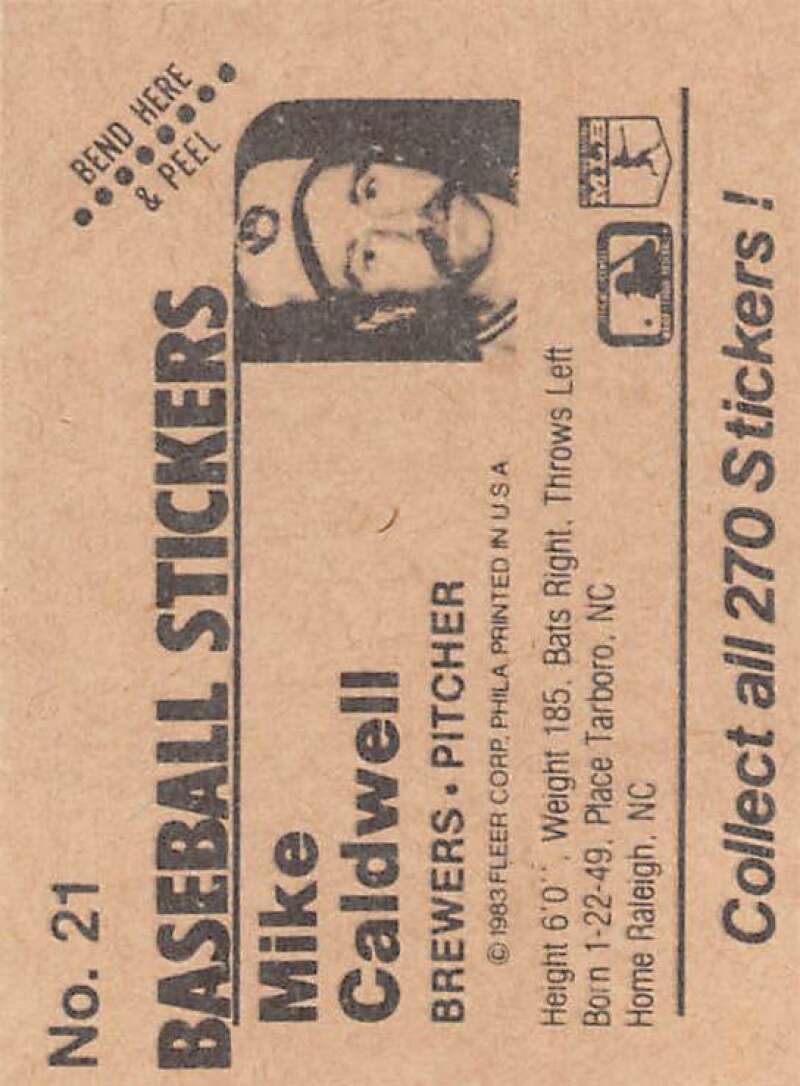 No. 21
BEND HERE
& PEEL
BASEBALL STICKERS
Mike
Caldwell
BREWERS • PITCHER
© 1983 FLEER CORP. PHILA PRINTED IN U S A
Height 6'0". Weight 185. Bats Right. Throws Left
Born 1-22-49. Place Tarboro, NC
Home Raleigh, NC
Collect all 270 Stickers !